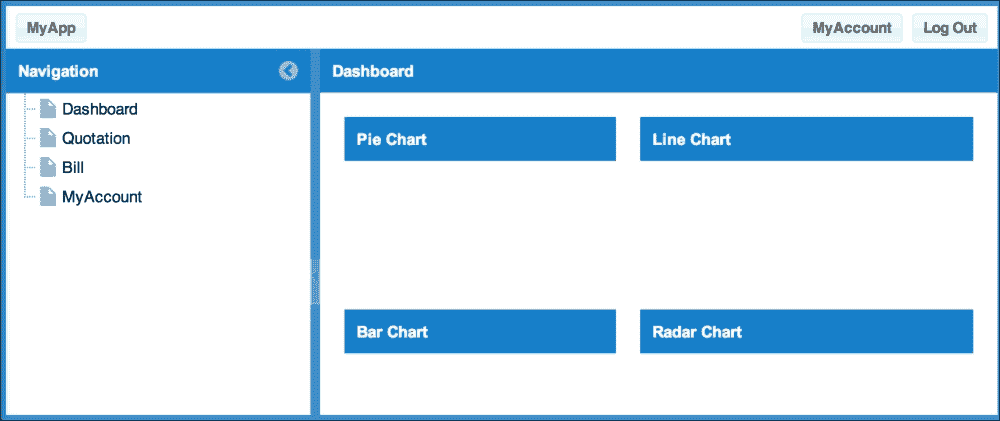 MyApp
MyAccount
Log Out
Navigation
Dashboard
Quotation
Bill
MyAccount
Dashboard
Pie Chart
Line Chart
Bar Chart
Radar Chart